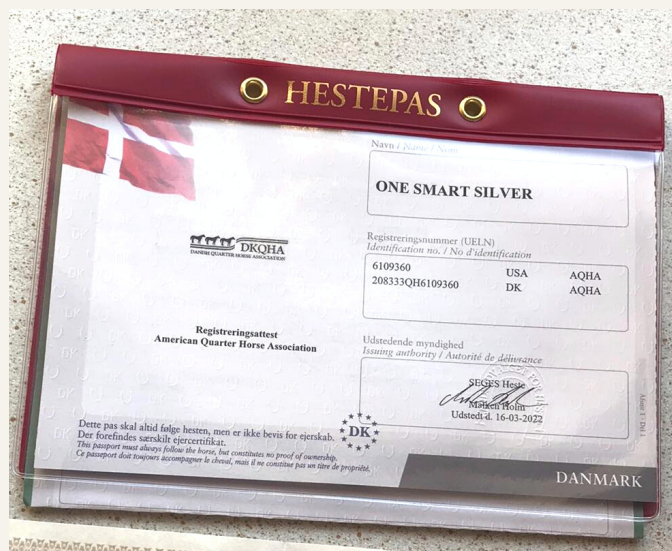 HESTEPAS
Navn / Name / Nom
ONE SMART SILVER
DKQHA
DANISH QUARTER HORSE ASSOCIATION
Registreringsnummer (UELN)
Identification no. / No d'identification
6109360 USA AQHA
208333QH6109360 DK AQHA
Registreringsattest
American Quarter Horse Association
Udstedende myndighed
Issuing authority / Autorité de délivrance
SEGES Heste
Maiken Holm
Udstedt d. 16-03-2022
Dette pas skal altid følge hesten, men er ikke bevis for ejerskab.
Der forefindes særskilt ejercertifikat.
This passport must always follow the horse, but constitutes no proof of ownership.
Ce passeport doit toujours accompagner le cheval, mais il ne constitue pas un titre de propriété.
DK
DANMARK